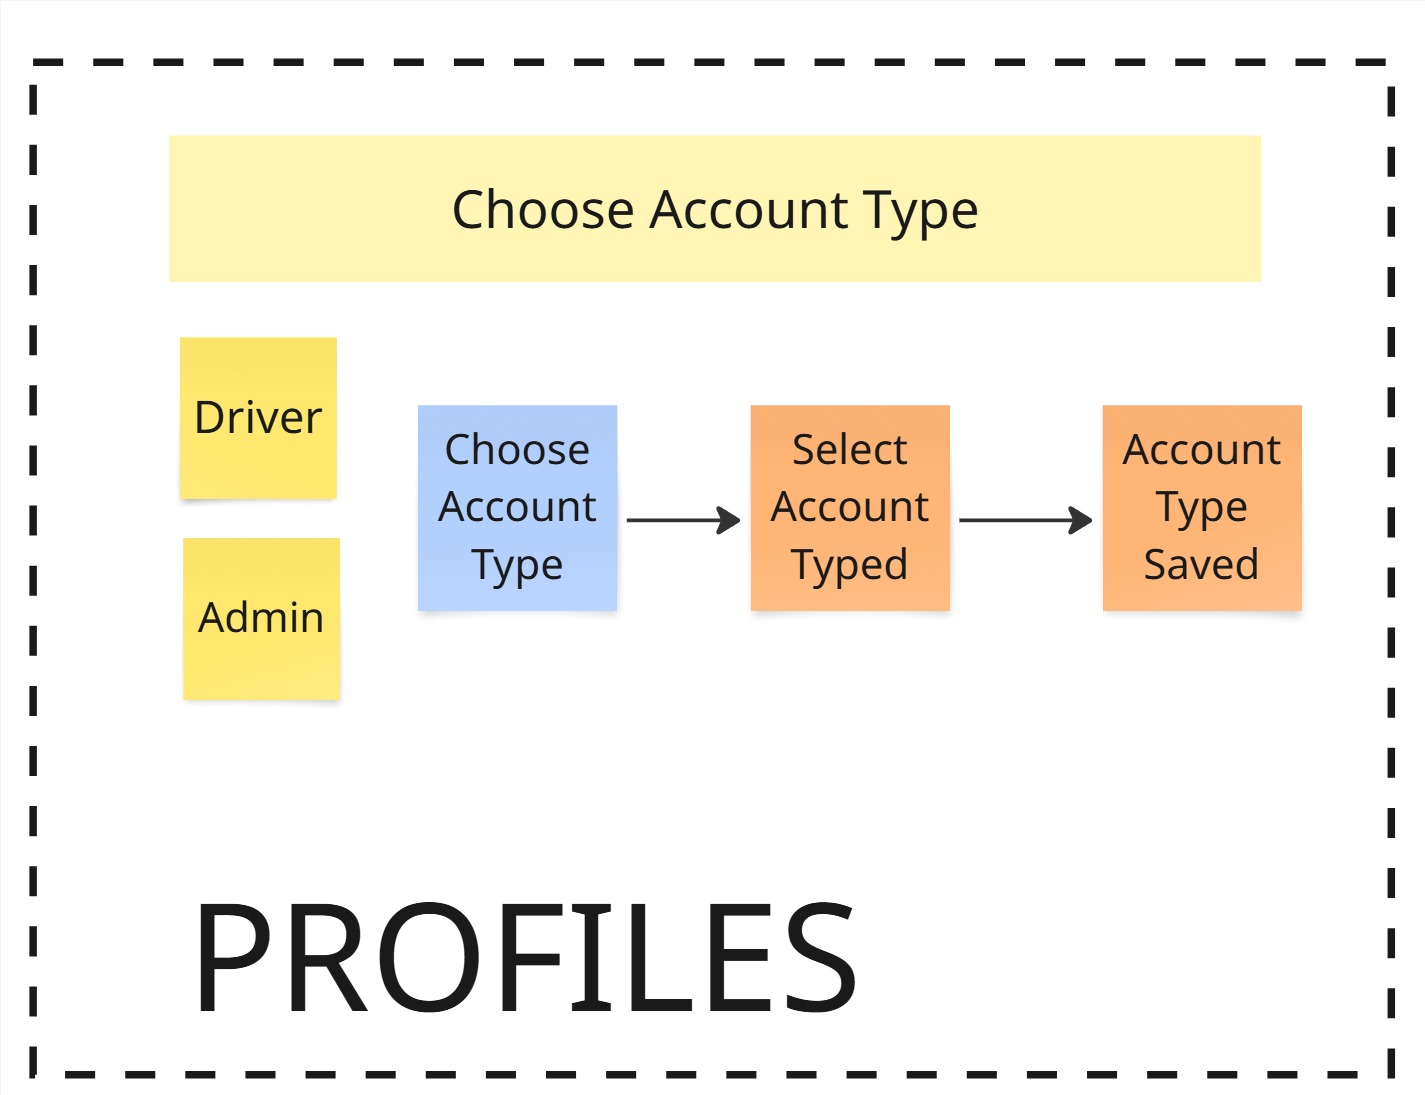 Choose Account Type
Driver
Admin
Choose
Account
Type
Select
Account
Typed
Account
Type
Saved
PROFILES